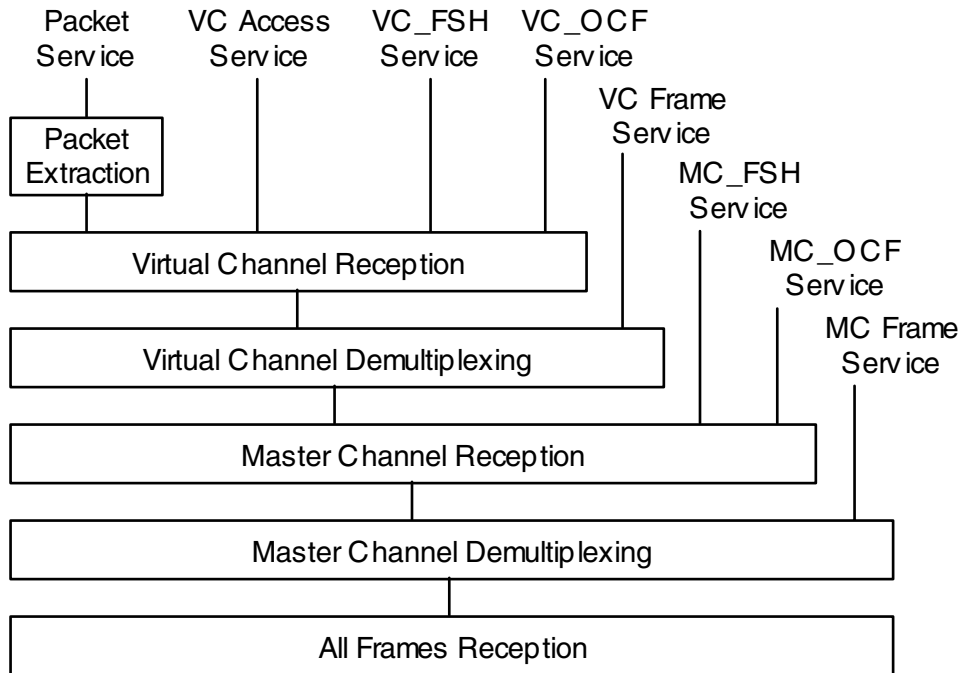 Packet
Service
VC Access
Service
VC_FSH
Service
VC_OCF
Service
VC Frame
Service
Packet
Extraction
MC_FSH
Service
Virtual Channel Reception
MC_OCF
Service
MC Frame
Service
Virtual Channel Demultiplexing
Master Channel Reception
Master Channel Demultiplexing
All Frames Reception